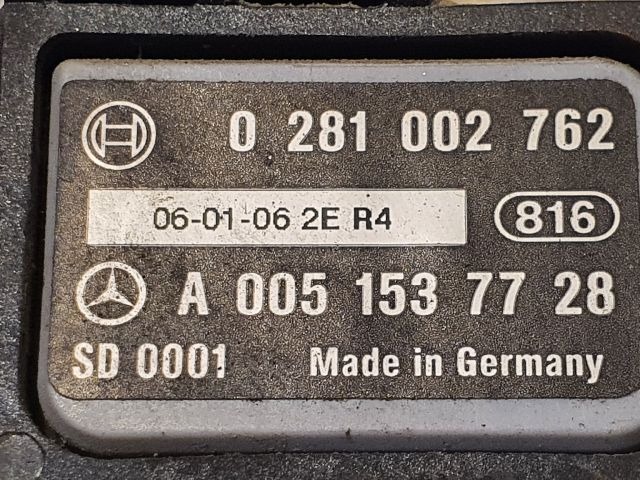 0 281 002 762
06-01-06 2E R4
816
A 005 153 77 28
SD 0001 Made in Germany